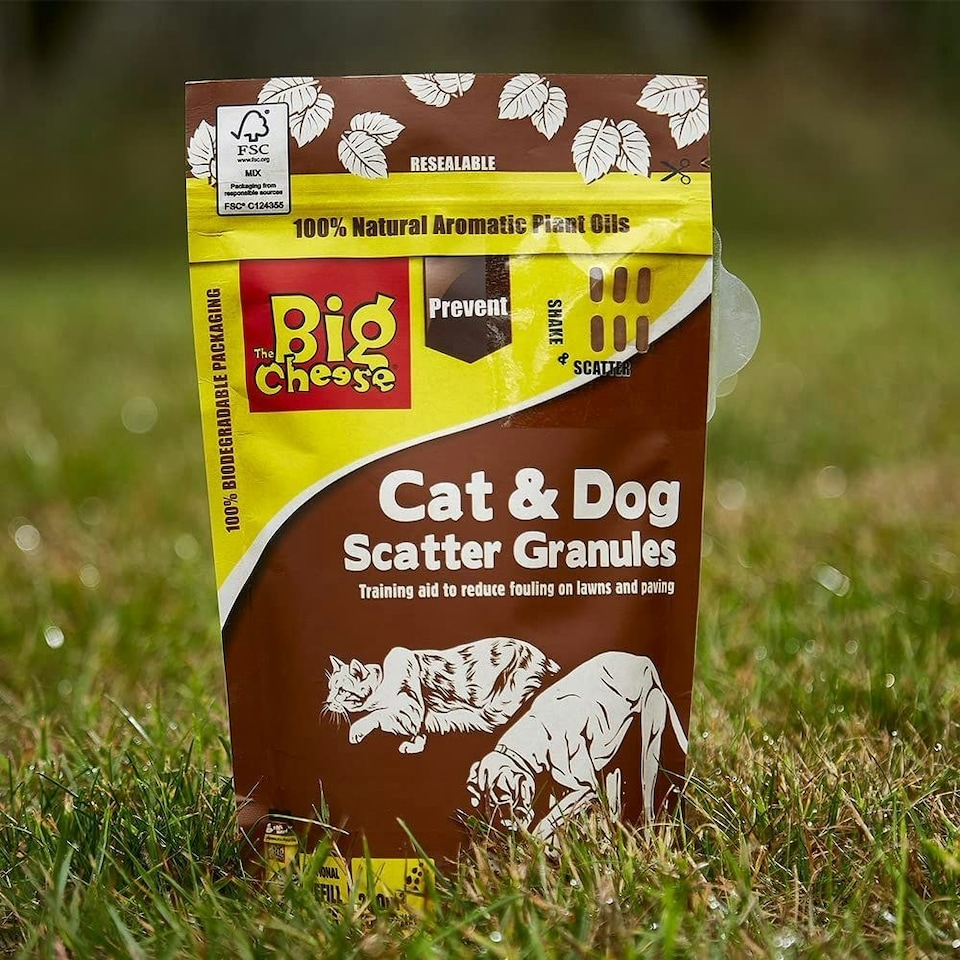 FSC
www.fsc.org
MIX
Packaging from
responsible sources
FSC® C124355
RESEALABLE
100% Natural Aromatic Plant Oils
100% BIODEGRADABLE PACKAGING
The Big
Cheese®
Prevent
SHAKE
&
SCATTER
Cat & Dog
Scatter Granules
Training aid to reduce fouling on lawns and paving